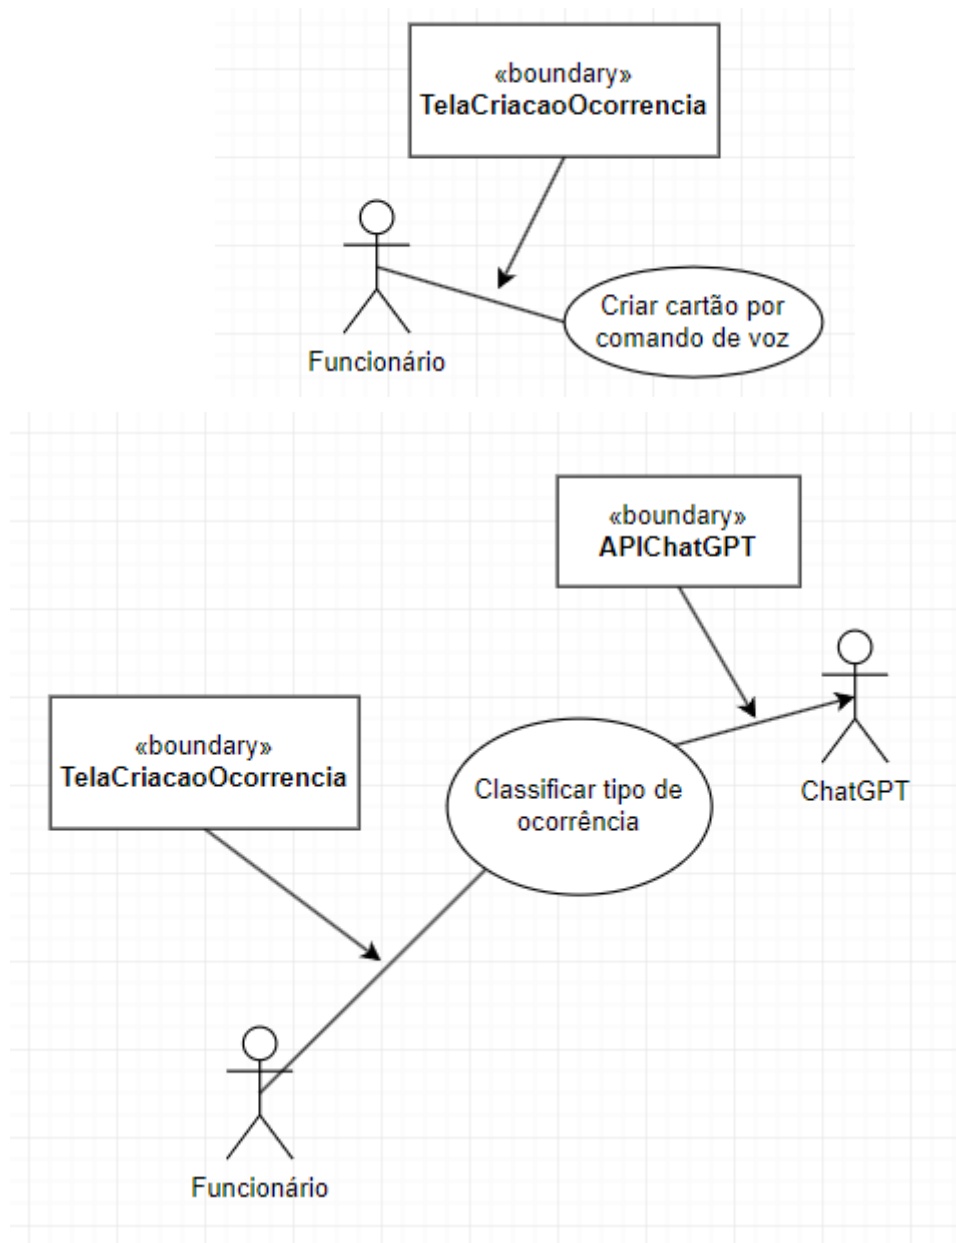 «boundary»
TelaCriacaoOcorrencia
Funcionário
Criar cartão por
comando de voz
«boundary»
APIChatGPT
«boundary»
TelaCriacaoOcorrencia
Classificar tipo de
ocorrência
ChatGPT
Funcionário